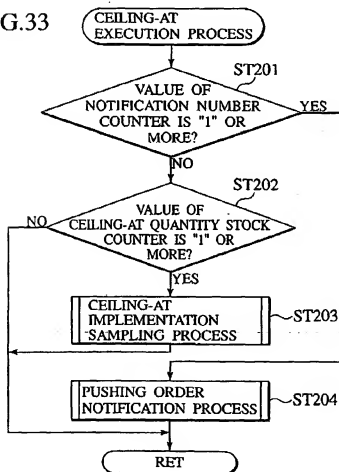 G.33
CEILING-AT
EXECUTION PROCESS
ST201
VALUE OF
NOTIFICATION NUMBER
COUNTER IS "1" OR
MORE?
YES
NO
ST202
VALUE OF
CEILING-AT QUANTITY STOCK
COUNTER IS "1" OR
MORE?
NO
YES
CEILING-AT
IMPLEMENTATION
SAMPLING PROCESS
ST203
PUSHING ORDER
NOTIFICATION PROCESS
ST204
RET